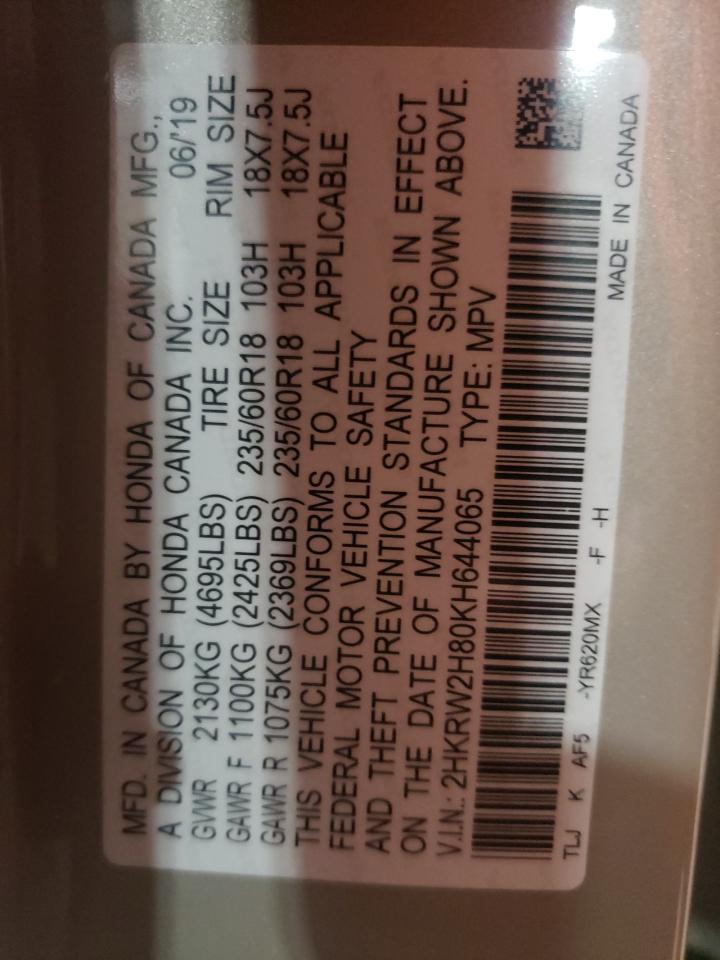 MFD. IN CANADA BY HONDA OF CANADA MFG.,
A DIVISION OF HONDA CANADA INC. 06/'19
GVWR 2130KG (4695LBS) TIRE SIZE RIM SIZE
GAWR F 1100KG (2425LBS) 235/60R18 103H 18X7.5J
GAWR R 1075KG (2369LBS) 235/60R18 103H 18X7.5J
THIS VEHICLE CONFORMS TO ALL APPLICABLE
FEDERAL MOTOR VEHICLE SAFETY
AND THEFT PREVENTION STANDARDS IN EFFECT
ON THE DATE OF MANUFACTURE SHOWN ABOVE.
V.I.N.: 2HKRW2H80KH644065 TYPE: MPV
TLJ K AF5 -YR620MX -F -H
MADE IN CANADA